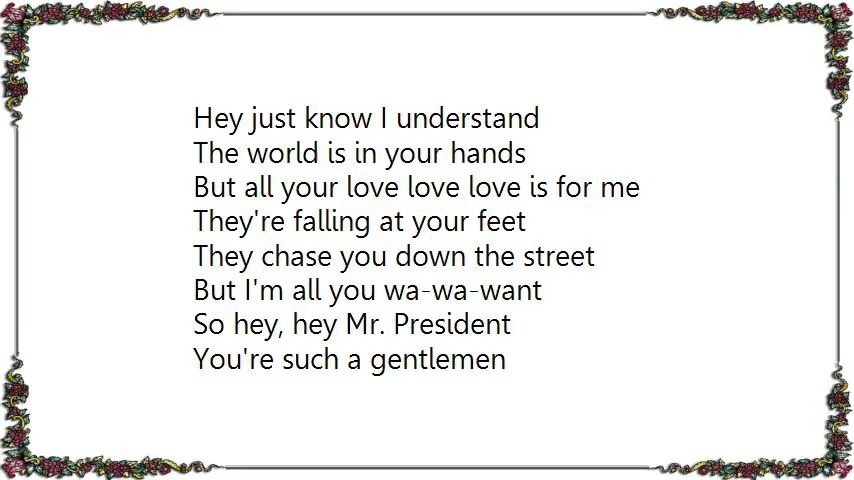 Hey just know I understand
The world is in your hands
But all your love love love is for me
They're falling at your feet
They chase you down the street
But I'm all you wa-wa-want
So hey, hey Mr. President
You're such a gentlemen